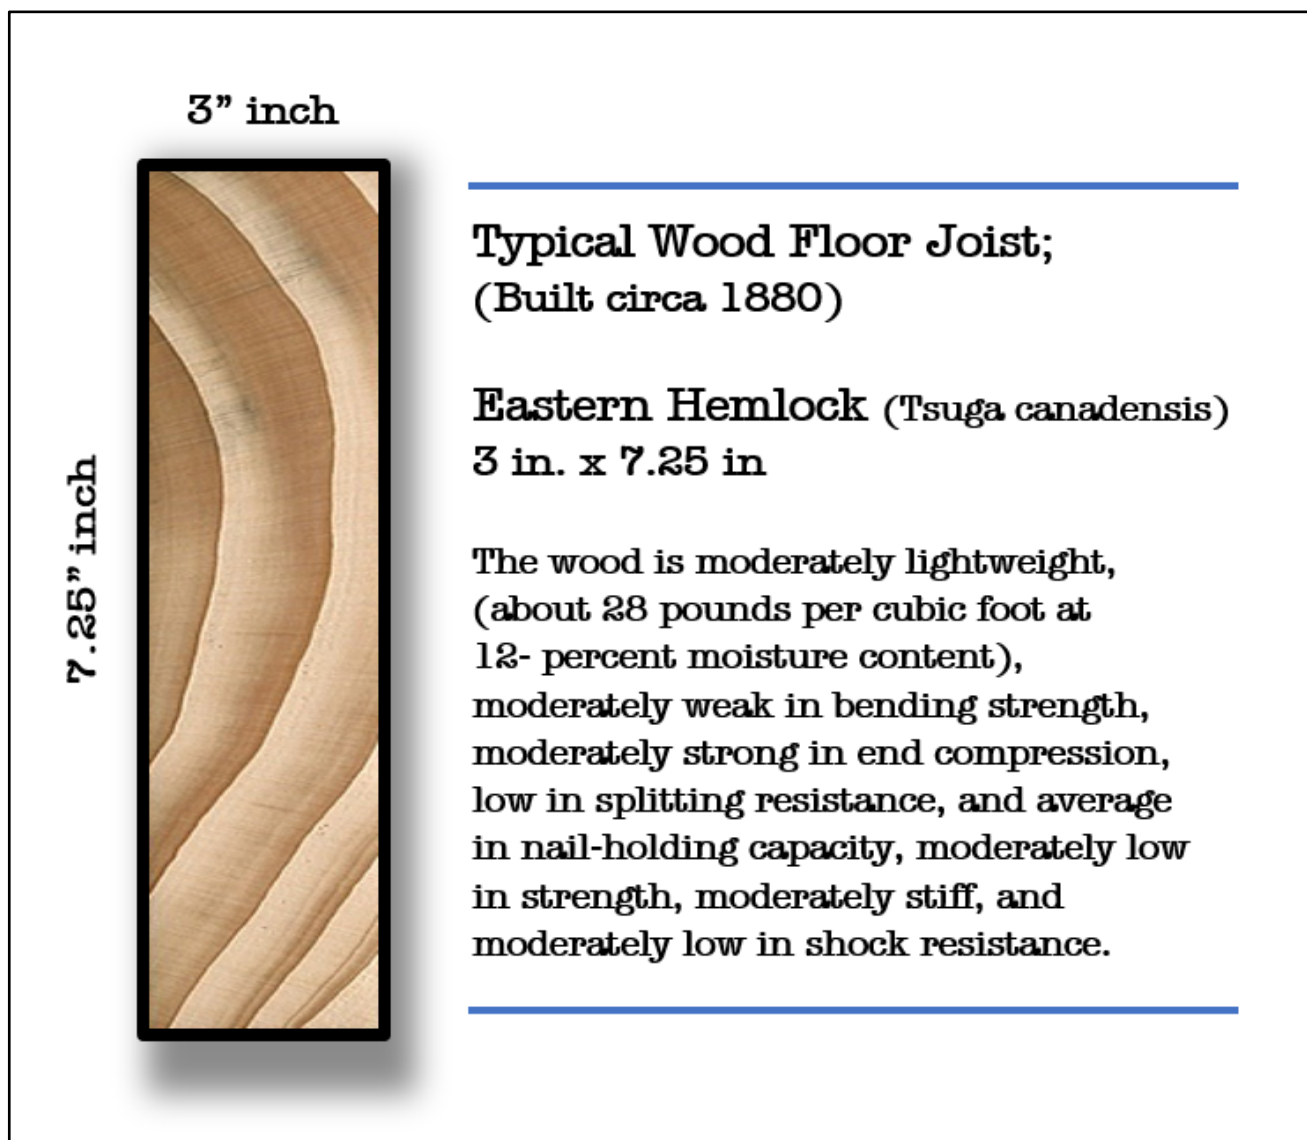 3” inch
7.25” inch
Typical Wood Floor Joist;
(Built circa 1880)
Eastern Hemlock (Tsuga canadensis)
3 in. x 7.25 in
The wood is moderately lightweight,
(about 28 pounds per cubic foot at
12- percent moisture content),
moderately weak in bending strength,
moderately strong in end compression,
low in splitting resistance, and average
in nail-holding capacity, moderately low
in strength, moderately stiff, and
moderately low in shock resistance.